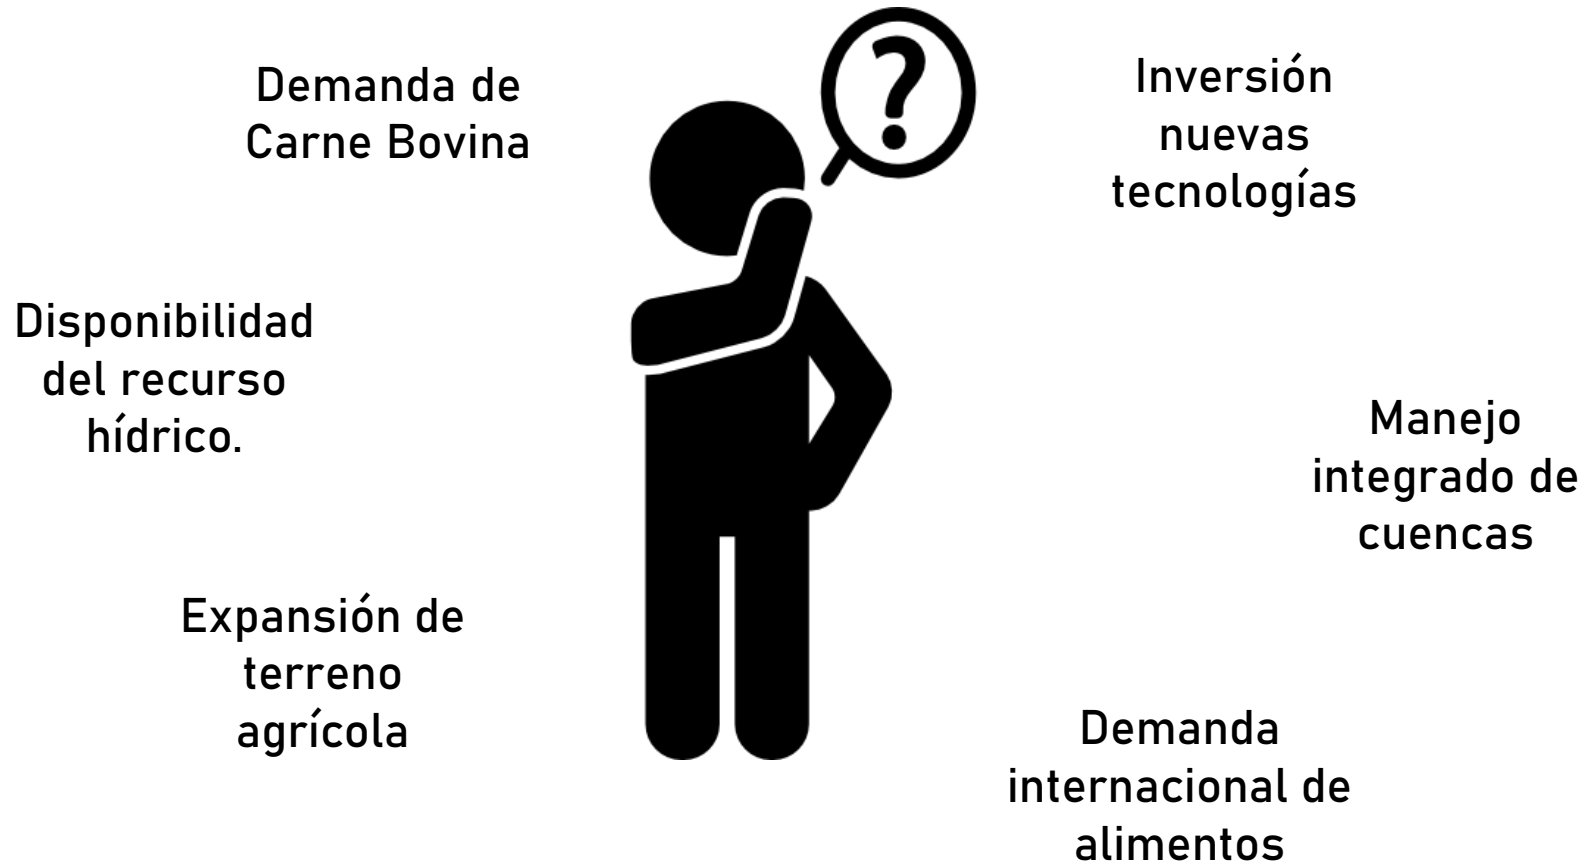 Demanda de
Carne Bovina
Inversión
nuevas
tecnologías
Disponibilidad
del recurso
hídrico.
Manejo
integrado de
cuencas
Expansión de
terreno
agrícola
Demanda
internacional de
alimentos
?